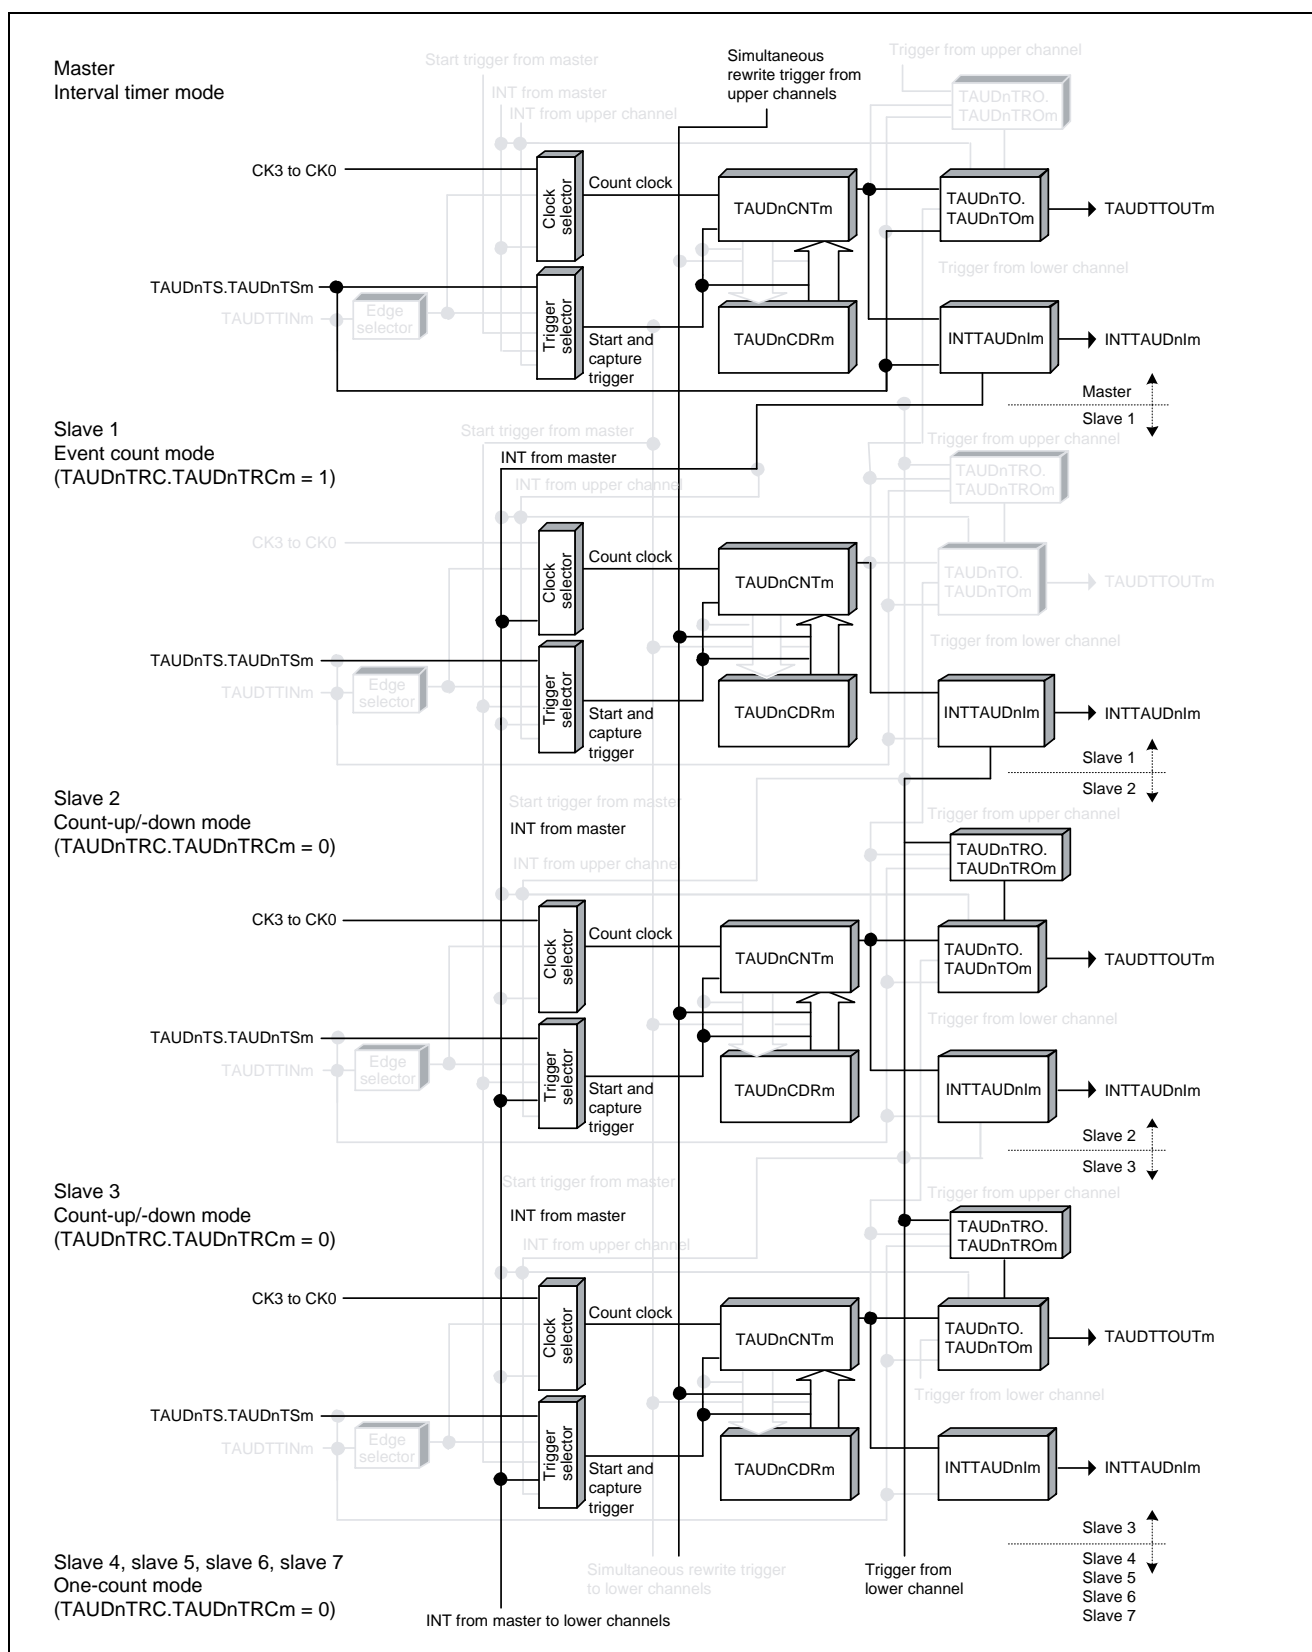 Master
Interval timer mode
Start trigger from master
INT from master
INT from upper channel
Simultaneous
rewrite trigger from
upper channels
Trigger from upper channel
TAUDnTRO.
TAUDnTROm
CK3 to CK0
Clock
selector
Count clock
TAUDnCNTm
TAUDnTO.
TAUDnTOm
TAUDTTOUTm
Trigger from lower channel
TAUDnTS.TAUDnTSm
TAUDTTINm
Edge
selector
Trigger
selector
Start and
capture
trigger
TAUDnCDRm
INTTAUDnIm
INTTAUDnIm
Master
Slave 1
Slave 1
Event count mode
(TAUDnTRC.TAUDnTRCm = 1)
Start trigger from master
INT from master
INT from upper channel
Trigger from upper channel
TAUDnTRO.
TAUDnTROm
CK3 to CK0
Clock
selector
Count clock
TAUDnCNTm
TAUDnTO.
TAUDnTOm
TAUDTTOUTm
Trigger from lower channel
TAUDnTS.TAUDnTSm
TAUDTTINm
Edge
selector
Trigger
selector
Start and
capture
trigger
TAUDnCDRm
INTTAUDnIm
INTTAUDnIm
Slave 1
Slave 2
Slave 2
Count-up/-down mode
(TAUDnTRC.TAUDnTRCm = 0)
Start trigger from master
INT from master
INT from upper channel
Trigger from upper channel
TAUDnTRO.
TAUDnTROm
CK3 to CK0
Clock
selector
Count clock
TAUDnCNTm
TAUDnTO.
TAUDnTOm
TAUDTTOUTm
Trigger from lower channel
TAUDnTS.TAUDnTSm
TAUDTTINm
Edge
selector
Trigger
selector
Start and
capture
trigger
TAUDnCDRm
INTTAUDnIm
INTTAUDnIm
Slave 2
Slave 3
Slave 3
Count-up/-down mode
(TAUDnTRC.TAUDnTRCm = 0)
Start trigger from master
INT from master
INT from upper channel
Trigger from upper channel
TAUDnTRO.
TAUDnTROm
CK3 to CK0
Clock
selector
Count clock
TAUDnCNTm
TAUDnTO.
TAUDnTOm
TAUDTTOUTm
Trigger from lower channel
TAUDnTS.TAUDnTSm
TAUDTTINm
Edge
selector
Trigger
selector
Start and
capture
trigger
TAUDnCDRm
INTTAUDnIm
INTTAUDnIm
Slave 3
Slave 4
Slave 5
Slave 6
Slave 7
Slave 4, slave 5, slave 6, slave 7
One-count mode
(TAUDnTRC.TAUDnTRCm = 0)
Simultaneous rewrite trigger
to lower channels
Trigger from
lower channel
INT from master to lower channels